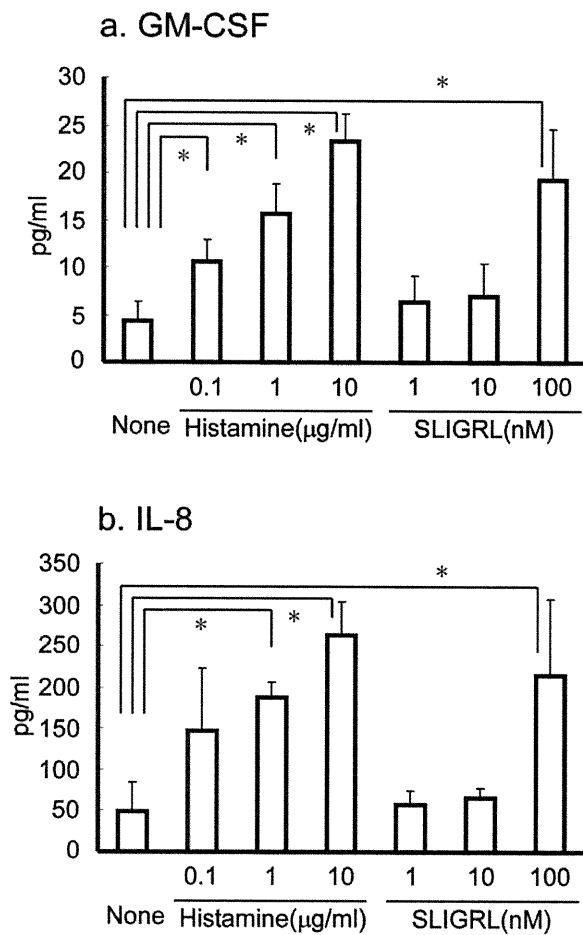 a. GM-CSF
30
25
20
15
10
5
0
pg/ml
* * * *
0.1 1 10 1 10 100
None Histamine(μg/ml) SLIGRL(nM)
b. IL-8
350
300
250
200
150
100
50
0
pg/ml
* * *
0.1 1 10 1 10 100
None Histamine(μg/ml) SLIGRL(nM)